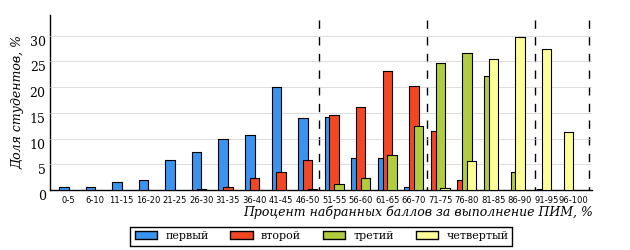 Доля студентов, %
30
25
20
15
10
5
0
0-5 6-10 11-15 16-20 21-25 26-30 31-35 36-40 41-45 46-50 51-55 56-60 61-65 66-70 71-75 76-80 81-85 86-90 91-95 96-100
Процент набранных баллов за выполнение ПИМ, %
первый второй третий четвертый